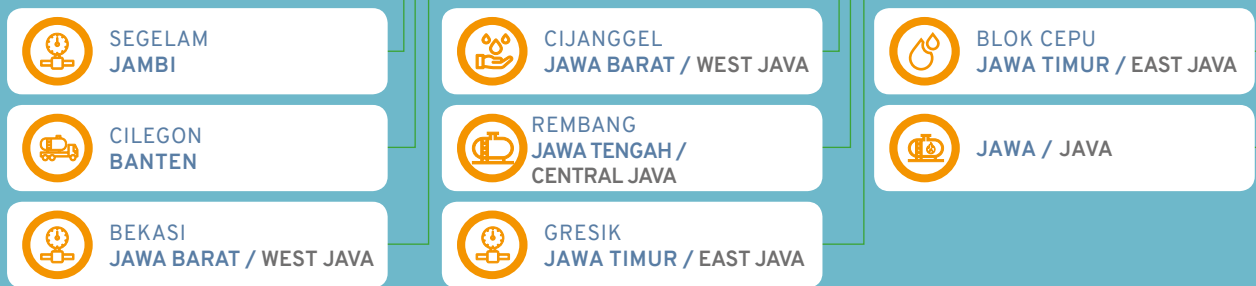 SEGELAM
JAMBI
CILEGON
BANTEN
BEKASI
JAWA BARAT / WEST JAVA
CIJANGGEL
JAWA BARAT / WEST JAVA
REMBANG
JAWA TENGAH /
CENTRAL JAVA
GRESIK
JAWA TIMUR / EAST JAVA
BLOK CEPU
JAWA TIMUR / EAST JAVA
JAWA / JAVA